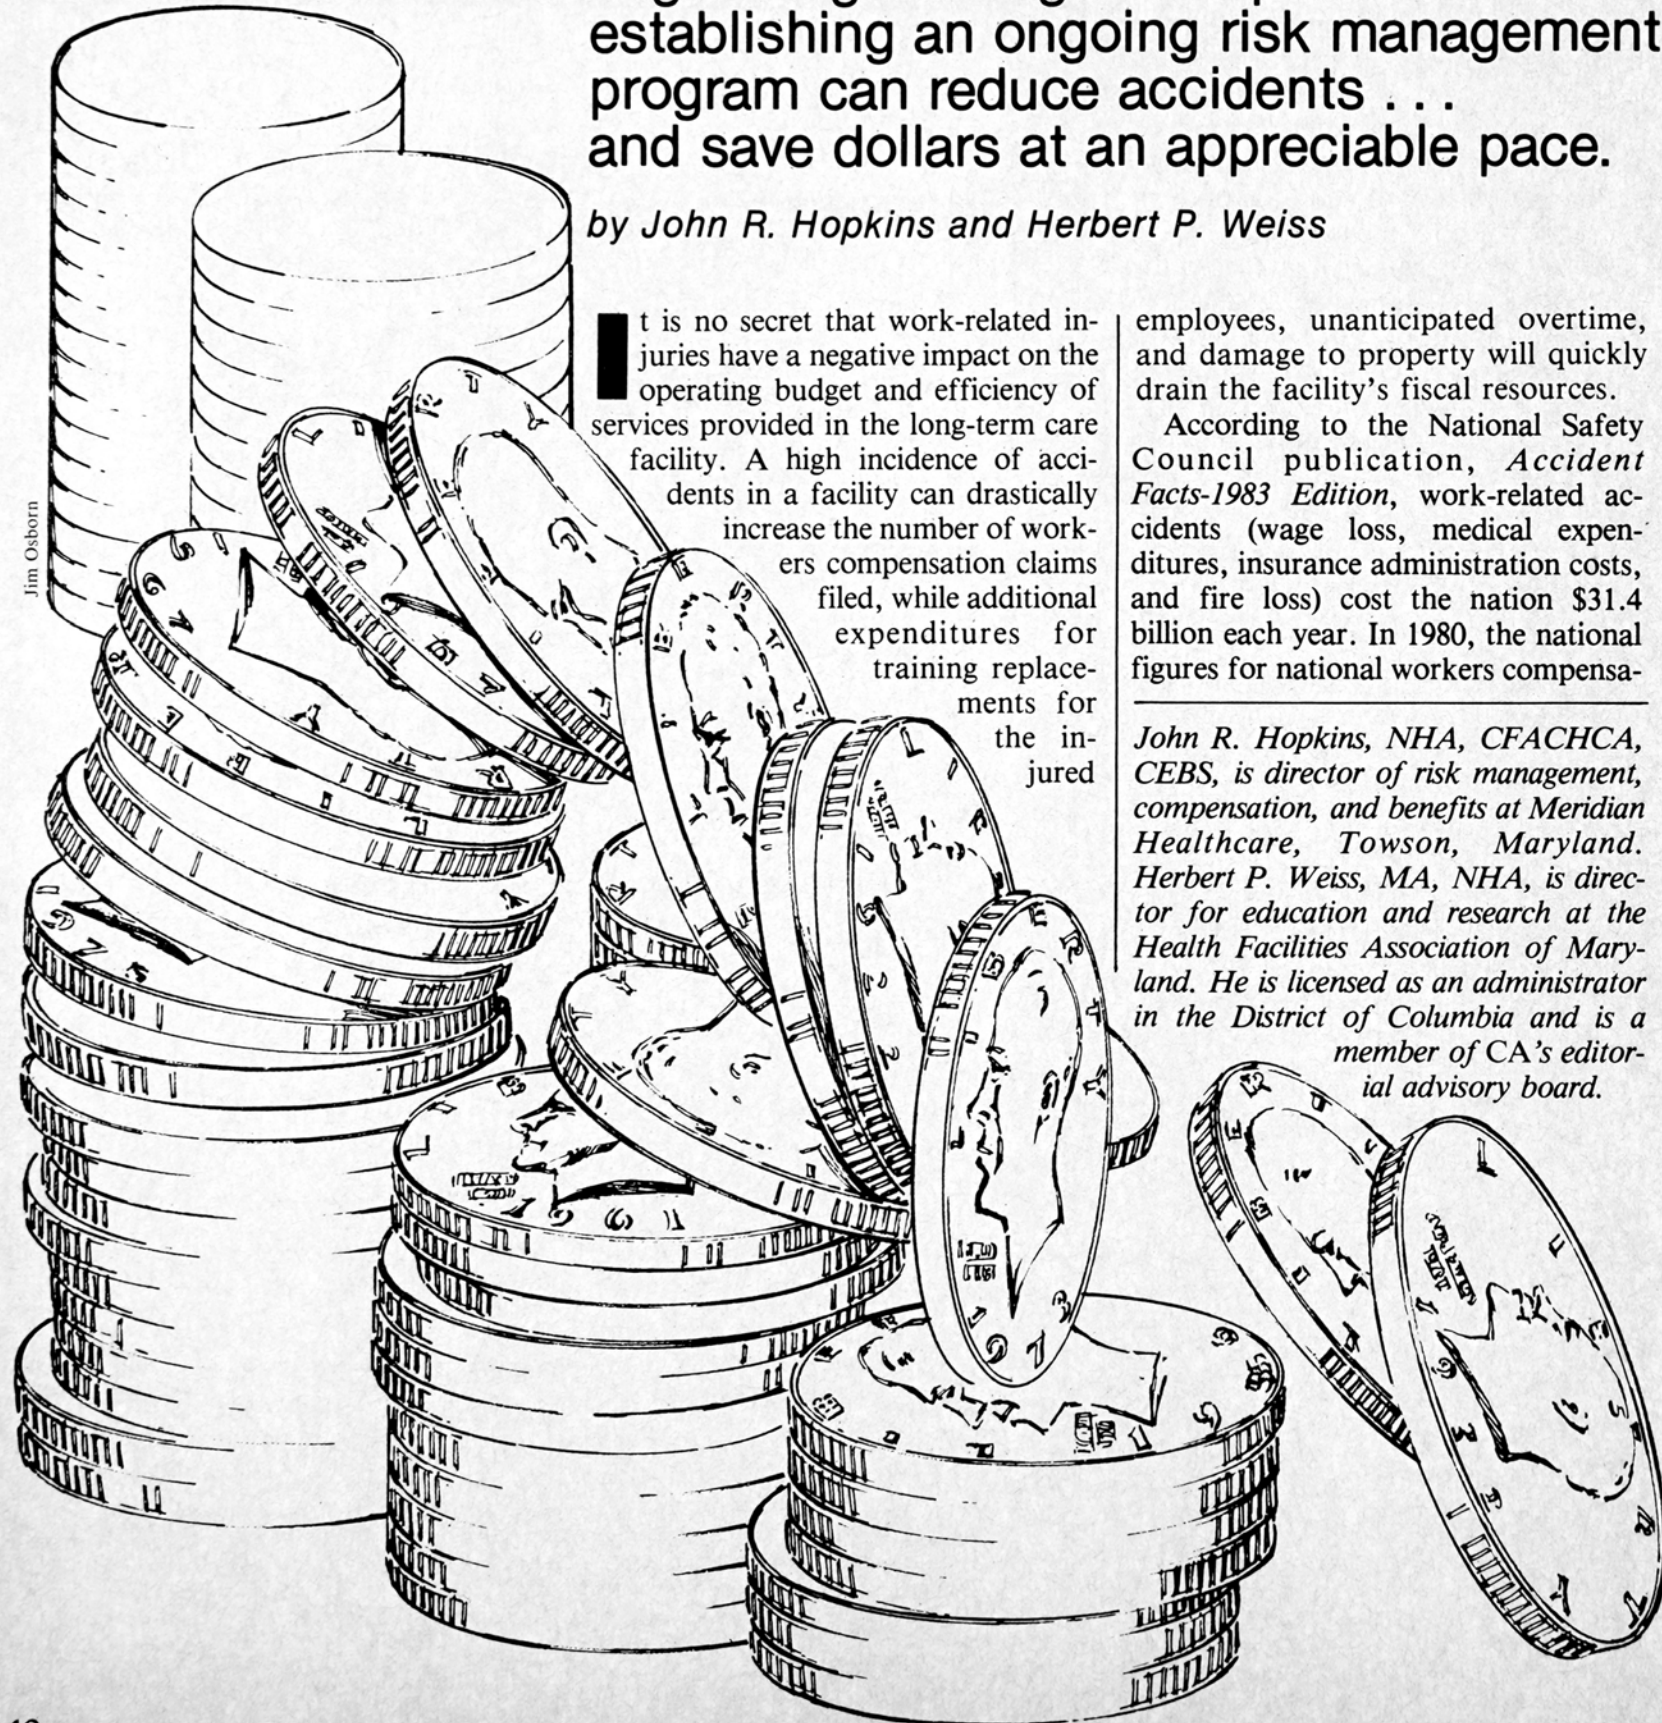 establishing an ongoing risk management
program can reduce accidents . . .
and save dollars at an appreciable pace.
by John R. Hopkins and Herbert P. Weiss
It is no secret that work-related in-
juries have a negative impact on the
operating budget and efficiency of
services provided in the long-term care
facility. A high incidence of acci-
dents in a facility can drastically
increase the number of work-
ers compensation claims
filed, while additional
expenditures for
training replace-
ments for
the in-
jured
employees, unanticipated overtime,
and damage to property will quickly
drain the facility's fiscal resources.
According to the National Safety
Council publication, Accident
Facts-1983 Edition, work-related ac-
cidents (wage loss, medical expen-
ditures, insurance administration costs,
and fire loss) cost the nation $31.4
billion each year. In 1980, the national
figures for national workers compensa-
John R. Hopkins, NHA, CFACHCA,
CEBS, is director of risk management,
compensation, and benefits at Meridian
Healthcare, Towson, Maryland.
Herbert P. Weiss, MA, NHA, is direc-
tor for education and research at the
Health Facilities Association of Mary-
land. He is licensed as an administrator
in the District of Columbia and is a
member of CA's editor-
ial advisory board.
Jim Osborn